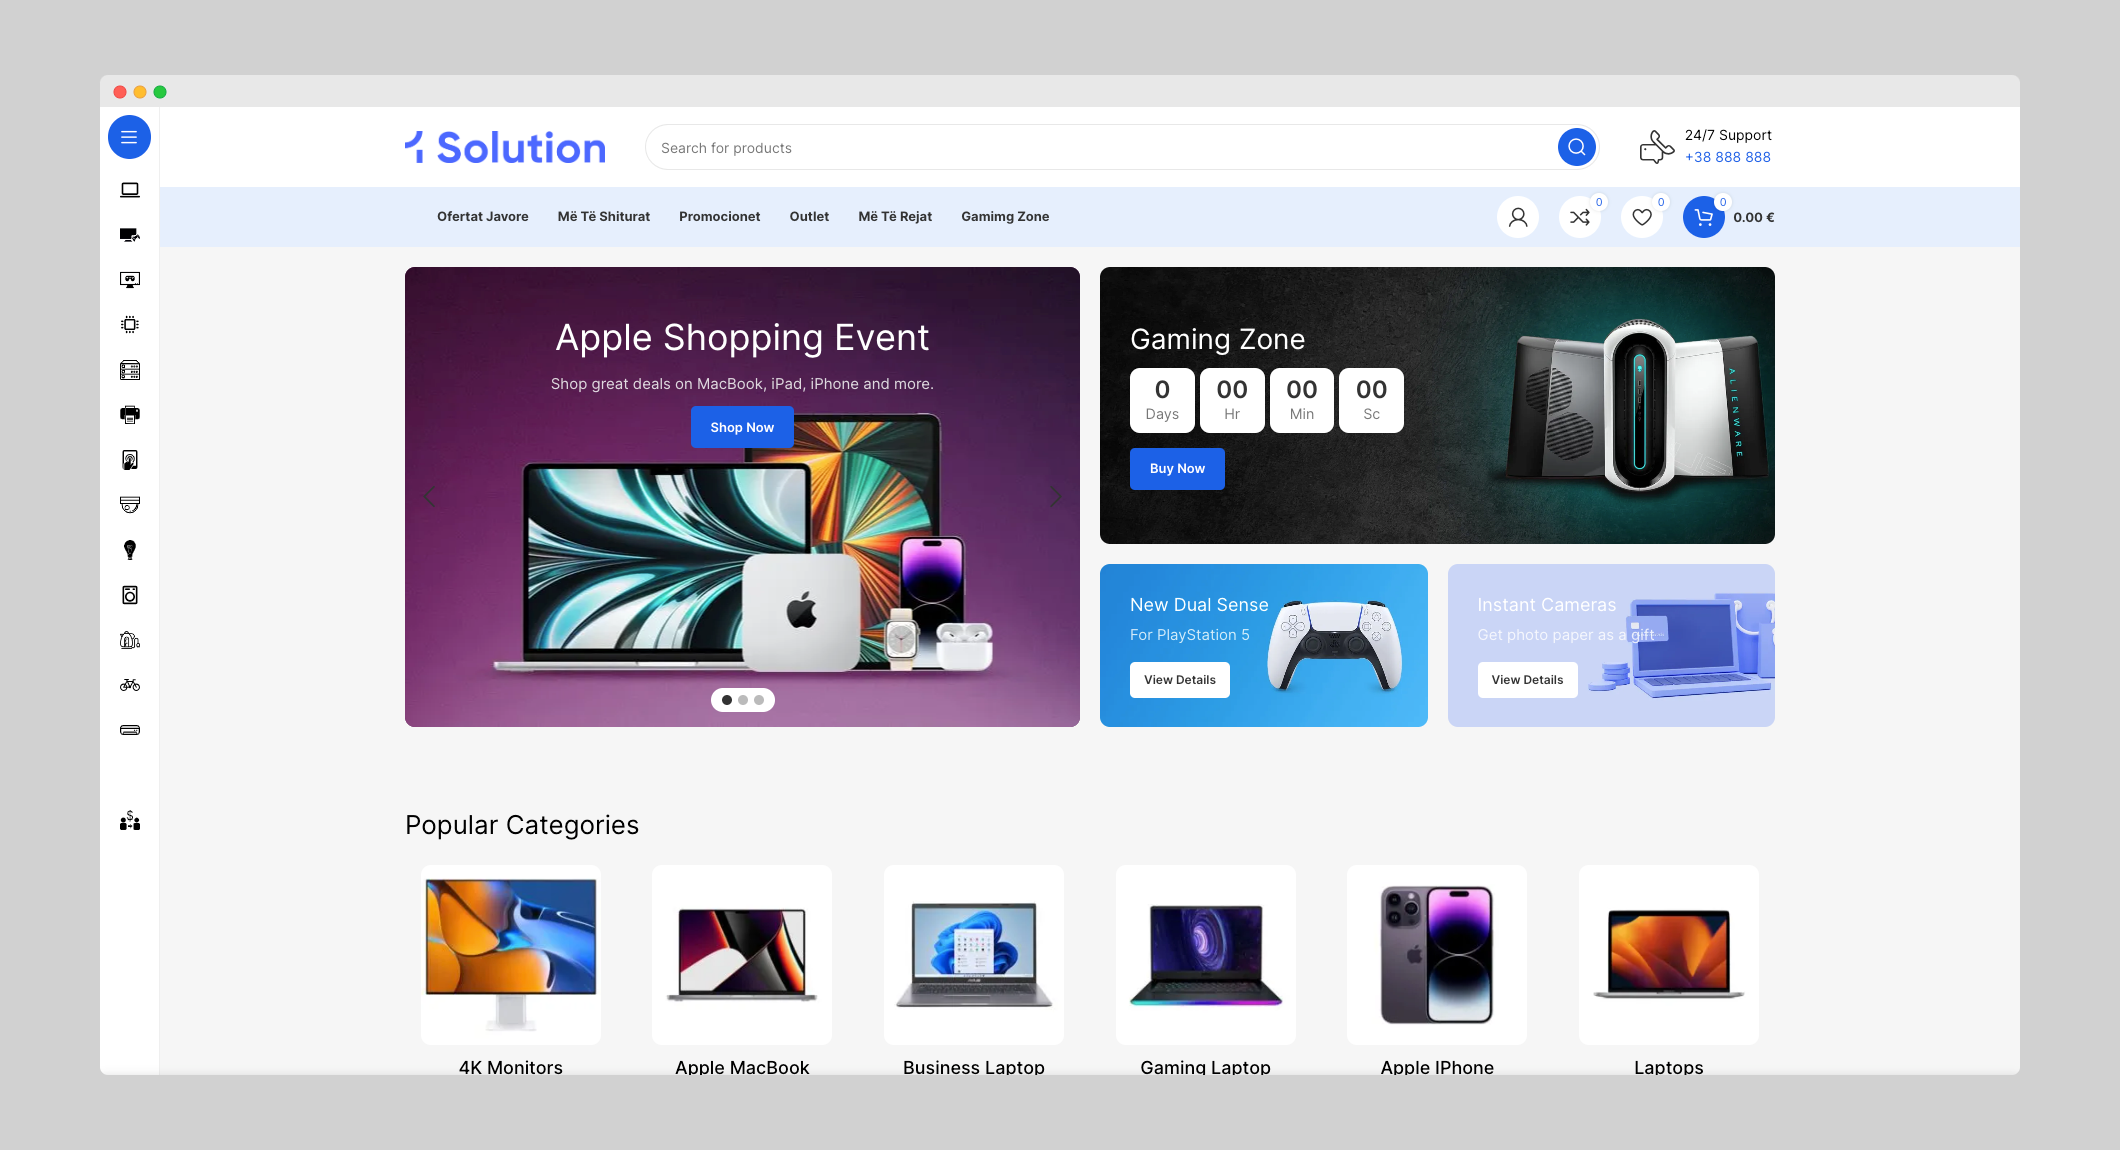 1 Solution
Search for products
24/7 Support
+38 888 888
Ofertat Javore
Më Të Shiturat
Promocionet
Outlet
Më Të Rejat
Gamimg Zone
0
0
0
0.00 €
Apple Shopping Event
Shop great deals on MacBook, iPad, iPhone and more.
Shop Now
Gaming Zone
0
Days
00
Hr
00
Min
00
Sc
Buy Now
ALIENWARE
New Dual Sense
For PlayStation 5
View Details
Instant Cameras
Get photo paper as a gift
View Details
Popular Categories
4K Monitors
Apple MacBook
Business Laptop
Gaming Laptop
Apple IPhone
Laptops